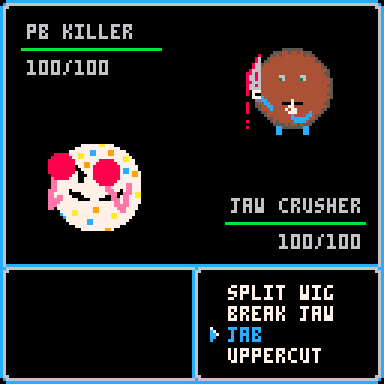 PB KILLER
100/100
JAW CRUSHER
100/100
SPLIT WIG
BREAK JAW
JAB
UPPERCUT